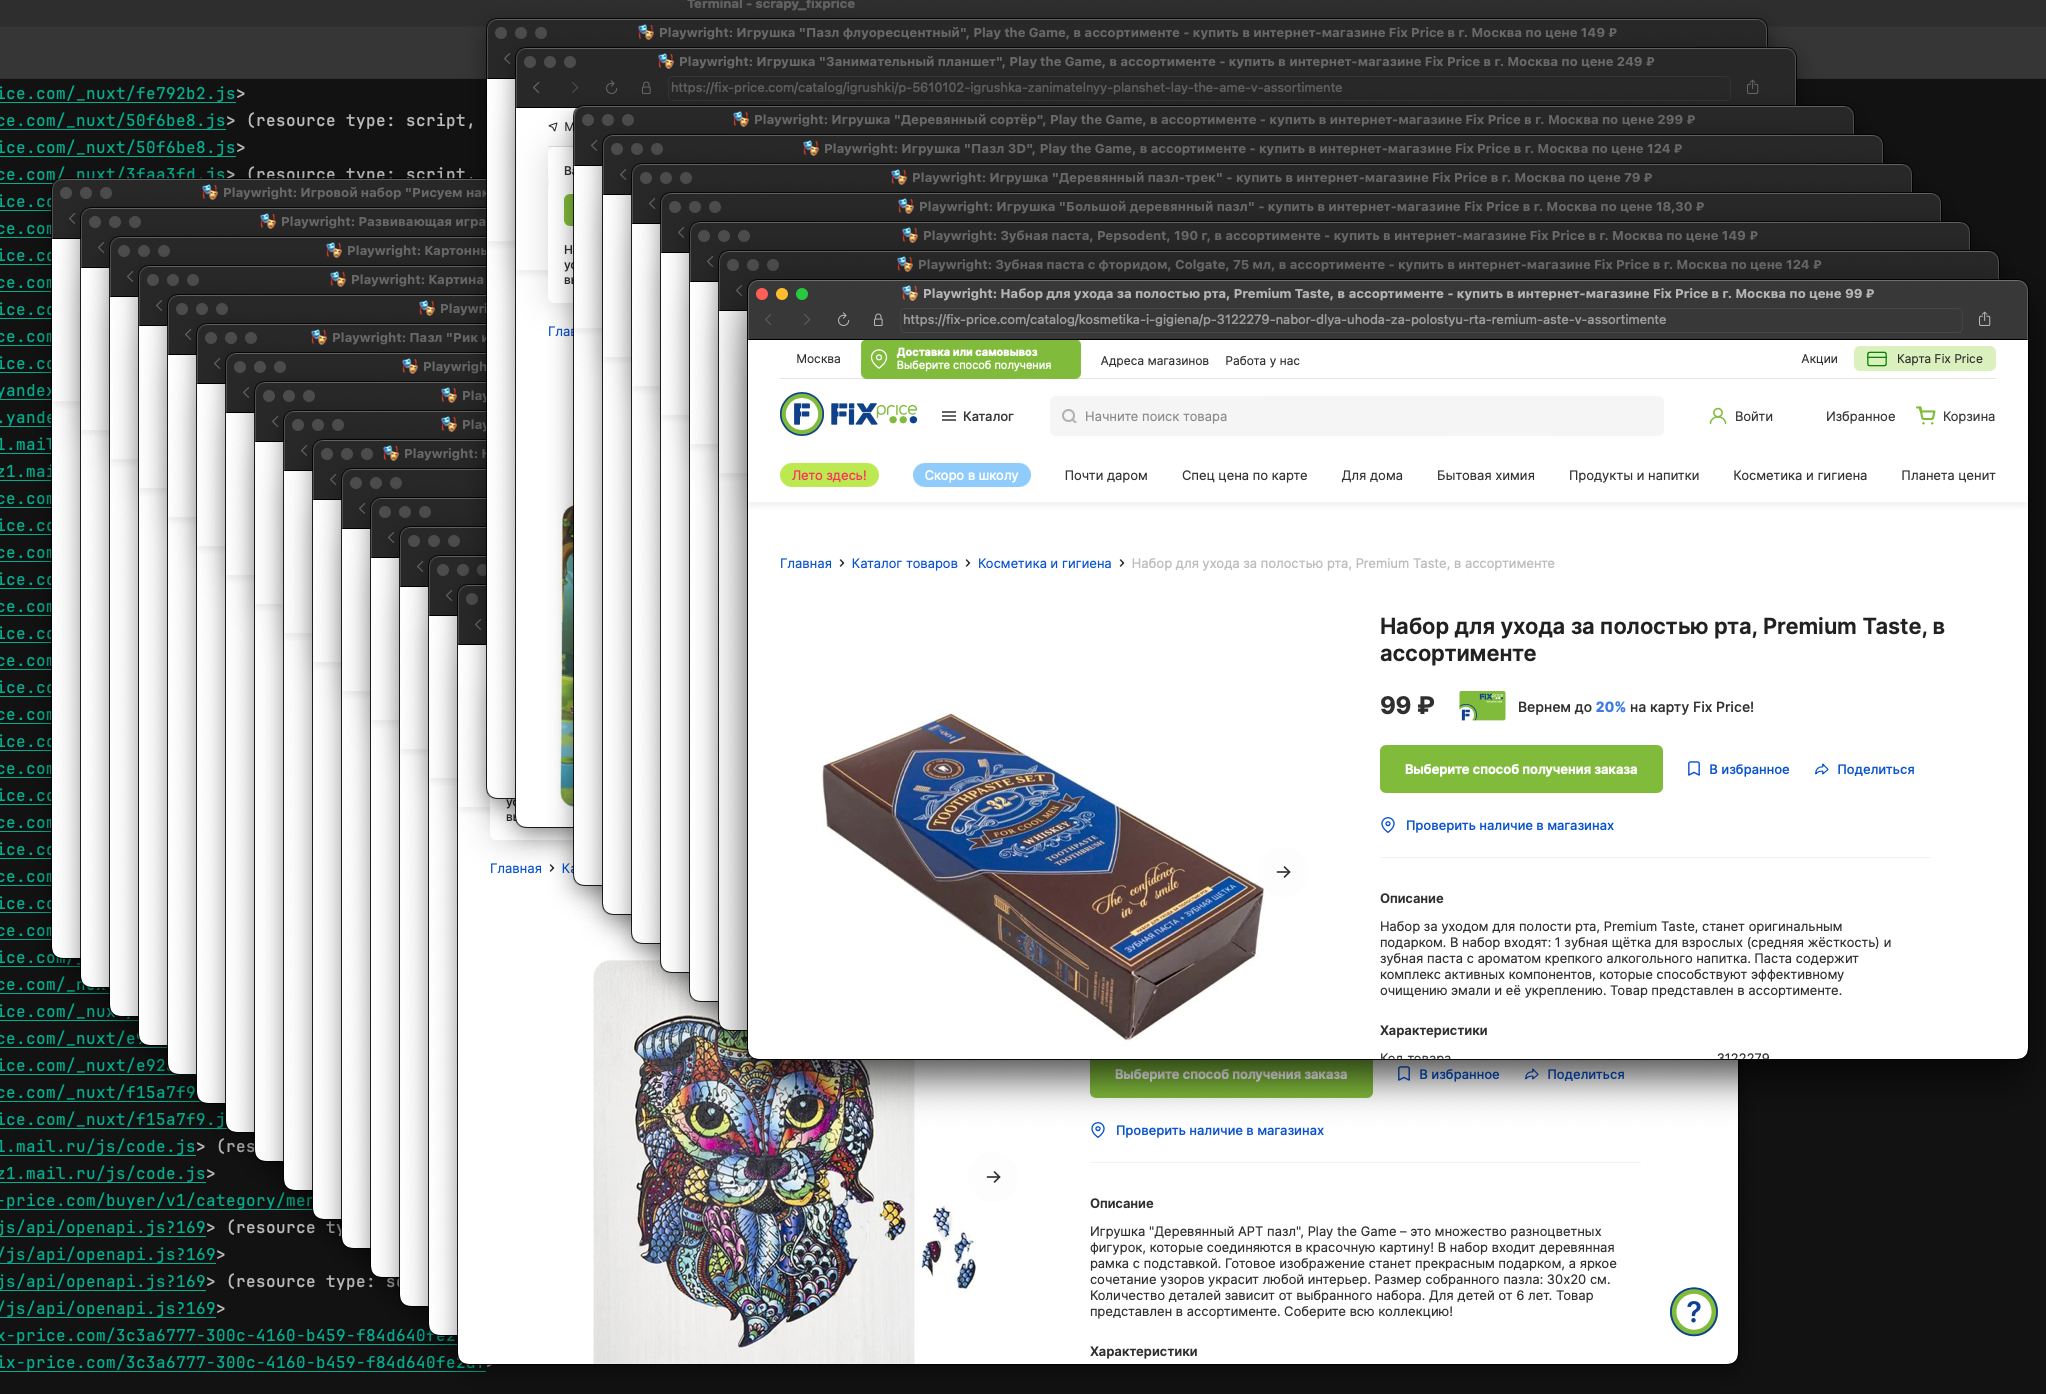 Terminal - scrapy_fixprice
Playwright: Игрушка "Пазл флуоресцентный", Play the Game, в ассортименте - купить в интернет-магазине Fix Price в г. Москва по цене 149 ₽
Playwright: Игрушка "Занимательный планшет", Play the Game, в ассортименте - купить в интернет-магазине Fix Price в г. Москва по цене 249 ₽
https://fix-price.com/catalog/igrushki/p-5610102-igrushka-zanimatelnyy-planshet-lay-the-ame-v-assortimente
Playwright: Игрушка "Деревянный сортёр", Play the Game, в ассортименте - купить в интернет-магазине Fix Price в г. Москва по цене 299 ₽
Playwright: Игрушка "Пазл 3D", Play the Game, в ассортименте - купить в интернет-магазине Fix Price в г. Москва по цене 124 ₽
Playwright: Игрушка "Деревянный пазл-трек" - купить в интернет-магазине Fix Price в г. Москва по цене 79 ₽
Playwright: Игрушка "Большой деревянный пазл" - купить в интернет-магазине Fix Price в г. Москва по цене 18,30 ₽
Playwright: Зубная паста, Pepsodent, 190 г, в ассортименте - купить в интернет-магазине Fix Price в г. Москва по цене 149 ₽
Playwright: Зубная паста с фторидом, Colgate, 75 мл, в ассортименте - купить в интернет-магазине Fix Price в г. Москва по цене 124 ₽
Playwright: Набор для ухода за полостью рта, Premium Taste, в ассортименте - купить в интернет-магазине Fix Price в г. Москва по цене 99 ₽
https://fix-price.com/catalog/kosmetika-i-gigiena/p-3122279-nabor-dlya-uhoda-za-polostyu-rta-remium-aste-v-assortimente
Москва
Доставка или самовывоз
Выберите способ получения
Адреса магазинов
Работа у нас
Акции
Карта Fix Price
FiXprice
Каталог
Начните поиск товара
Войти
Избранное
Корзина
Лето здесь!
Скоро в школу
Почти даром
Спец цена по карте
Для дома
Бытовая химия
Продукты и напитки
Косметика и гигиена
Планета ценит
Главная > Каталог товаров > Косметика и гигиена > Набор для ухода за полостью рта, Premium Taste, в ассортименте
TOOTHPASTE SET
32
FOR COOL MEN
WHISKEY
TOOTHPASTE
TOOTHBRUSH
The confidence
in a smile
ЗУБНАЯ ПАСТА + ЗУБНАЯ ЩЕТКА
Набор для ухода за полостью рта, Premium Taste, в
ассортименте
99 ₽
Вернем до 20% на карту Fix Price!
Выберите способ получения заказа
В избранное
Поделиться
Проверить наличие в магазинах
Описание
Набор за уходом для полости рта, Premium Taste, станет оригинальным
подарком. В набор входят: 1 зубная щётка для взрослых (средняя жёсткость) и
зубная паста с ароматом крепкого алкогольного напитка. Паста содержит
комплекс активных компонентов, которые способствуют эффективному
очищению эмали и её укреплению. Товар представлен в ассортименте.
Характеристики
Код товара
3122279
Выберите способ получения заказа
В избранное
Поделиться
Проверить наличие в магазинах
Описание
Игрушка "Деревянный АРТ пазл", Play the Game – это множество разноцветных
фигурок, которые соединяются в красочную картину! В набор входит деревянная
рамка с подставкой. Готовое изображение станет прекрасным подарком, а яркое
сочетание узоров украсит любой интерьер. Размер собранного пазла: 30х20 см.
Количество деталей зависит от выбранного набора. Для детей от 6 лет. Товар
представлен в ассортименте. Соберите всю коллекцию!
Характеристики
?
Главная >
Playwright: Игровой набор "Рисуем
Playwright: Развивающая игра
Playwright: Картонны
Playwright: Картина
Playwri
Playwright: Пазл "Рик и
Playwrigh
Play
Play
Playwright: Н
ice.com/_nuxt/fe792b2.js>
ice.com/_nuxt/50f6be8.js> (resource type: script,
ice.com/_nuxt/50f6be8.js>
ice.com/_nuxt/3faa3fd.js> (resource type: script,
ce.com/_nuxt/e92
ce.com/_nuxt/f15a7f9
ice.com/_nuxt/f15a7f9.j
1.mail.ru/js/code.js> (res
z1.mail.ru/js/code.js>
-price.com/buyer/v1/category/men
js/api/openapi.js?169> (resource ty
/js/api/openapi.js?169>
js/api/openapi.js?169> (resource type: sc
/js/api/openapi.js?169>
x-price.com/3c3a6777-300c-4160-b459-f84d640fe2
ix-price.com/3c3a6777-300c-4160-b459-f84d640fe2